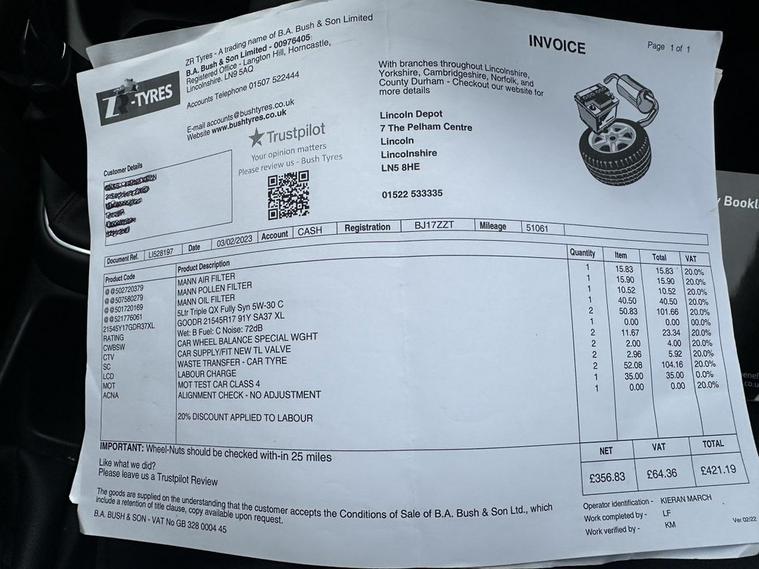 ZR-TYRES
ZR Tyres - A trading name of B.A. Bush & Son Limited
B.A. Bush & Son Limited - 00976405
Registered Office - Langton Hill, Horncastle,
Lincolnshire. LN9 5AQ
Accounts Telephone 01507 522444
E-mail accounts@bushtyres.co.uk
Website www.bushtyres.co.uk
Trustpilot
Your opinion matters
Please review us - Bush Tyres
INVOICE
Page 1 of 1
With branches throughout Lincolnshire,
Yorkshire, Cambridgeshire, Norfolk, and
County Durham - Checkout our website for
more details
Lincoln Depot
7 The Pelham Centre
Lincoln
Lincolnshire
LN5 8HE
01522 533335
Customer Details
Document Ref. LI528197 Date 03/02/2023 Account CASH Registration BJ17ZZT Mileage 51061
Product Code Product Description Quantity Item Total VAT
@@502720379 MANN AIR FILTER 1 15.83 15.83 20.0%
@@507580279 MANN POLLEN FILTER 1 15.90 15.90 20.0%
@@501720169 MANN OIL FILTER 1 10.52 10.52 20.0%
@@521776061 5Ltr Triple QX Fully Syn 5W-30 C 1 40.50 40.50 20.0%
21545Y17GDR37XL GOODR 21545R17 91Y SA37 XL 2 50.83 101.66 20.0%
RATING Wet: B Fuel: C Noise: 72dB 1 0.00 0.00 00.0%
CWBSW CAR WHEEL BALANCE SPECIAL WGHT 2 11.67 23.34 20.0%
CTV CAR SUPPLY/FIT NEW TL VALVE 2 2.00 4.00 20.0%
SC WASTE TRANSFER - CAR TYRE 2 2.96 5.92 20.0%
LCD LABOUR CHARGE 2 52.08 104.16 20.0%
MOT MOT TEST CAR CLASS 4 1 35.00 35.00 0.0%
ACNA ALIGNMENT CHECK - NO ADJUSTMENT 1 0.00 0.00 20.0%
20% DISCOUNT APPLIED TO LABOUR
IMPORTANT: Wheel-Nuts should be checked with-in 25 miles
Like what we did?
Please leave us a Trustpilot Review
NET VAT TOTAL
£356.83 £64.36 £421.19
The goods are supplied on the understanding that the customer accepts the Conditions of Sale of B.A. Bush & Son Ltd., which
include a retention of title clause, copy available upon request.
B.A. BUSH & SON - VAT No GB 328 0004 45
Operator identification - KIERAN MARCH
Work completed by - LF
Work verified by - KM
Ver 02/22